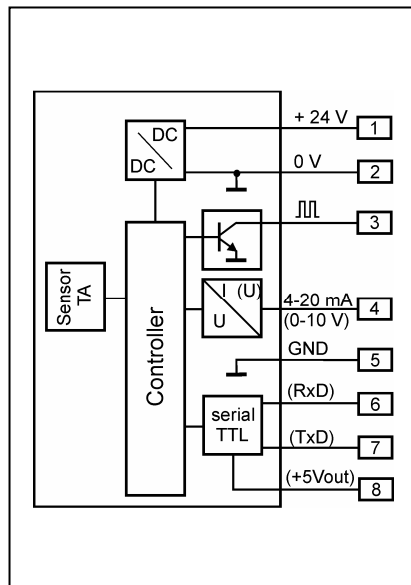 DC
DC
+ 24 V
1
0 V
2
3
Sensor
TA
Controller
I (U)
U
4-20 mA
(0-10 V)
4
GND
5
serial
TTL
(RxD)
6
(TxD)
7
(+5Vout)
8